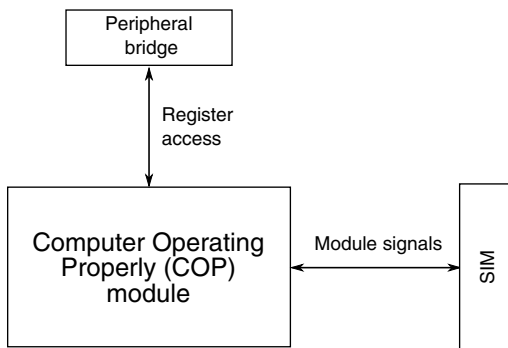 Peripheral
bridge
Register
access
Computer Operating
Properly (COP)
module
Module signals
SIM